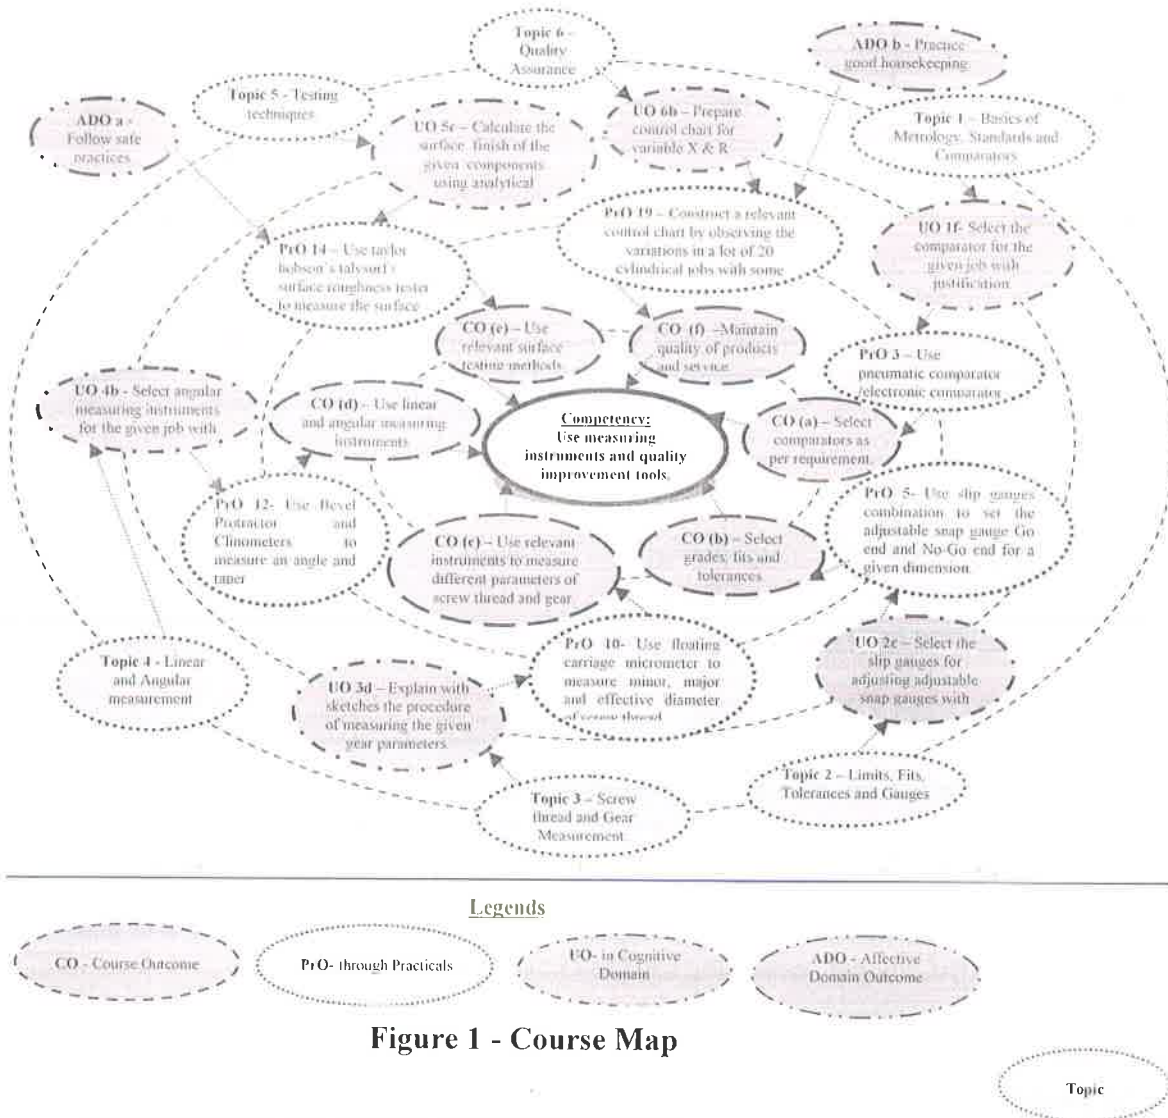 Topic 6 –
Quality
Assurance
ADO b - Practice
good housekeeping
Topic 5 - Testing
techniques
ADO a -
Follow safe
practices
UO 5c – Calculate the
surface finish of the
given components
using analytical
UO 6b – Prepare
control chart for
variable X & R
Topic 1 – Basics of
Metrology, Standards and
Comparators
PrO 14 – Use taylor
hobson's talysurf
surface roughness tester
to measure the surface
PrO 19 – Construct a relevant
control chart by observing the
variations in a lot of 20
cylindrical jobs with some
UO 1f- Select the
comparator for the
given job with
justification
CO (e) – Use
relevant surface
testing methods
CO (f) –Maintain
quality of products
and service.
PrO 3 – Use
pneumatic comparator
/electronic comparator
UO 4b - Select angular
measuring instruments
for the given job with
CO (d) – Use linear
and angular measuring
instruments
Competency:
Use measuring
instruments and quality
improvement tools.
CO (a) – Select
comparators as
per requirement.
PrO 12- Use Bevel
Protractor and
Clinometers to
measure an angle and
taper
CO (c) – Use relevant
instruments to measure
different parameters of
screw thread and gear
CO (b) – Select
grades, fits and
tolerances
PrO 5- Use slip gauges
combination to set the
adjustable snap gauge Go
end and No-Go end for a
given dimension
Topic 4 - Linear
and Angular
measurement
UO 3d – Explain with
sketches the procedure
of measuring the given
gear parameters.
PrO 10- Use floating
carriage micrometer to
measure minor, major
and effective diameter
of screw thread
UO 2c – Select the
slip gauges for
adjusting adjustable
snap gauges with
Topic 3 – Screw
thread and Gear
Measurement
Topic 2 – Limits, Fits,
Tolerances and Gauges
Legends
CO - Course Outcome
PrO- through Practicals
UO- in Cognitive
Domain
ADO - Affective
Domain Outcome
Figure 1 - Course Map
Topic